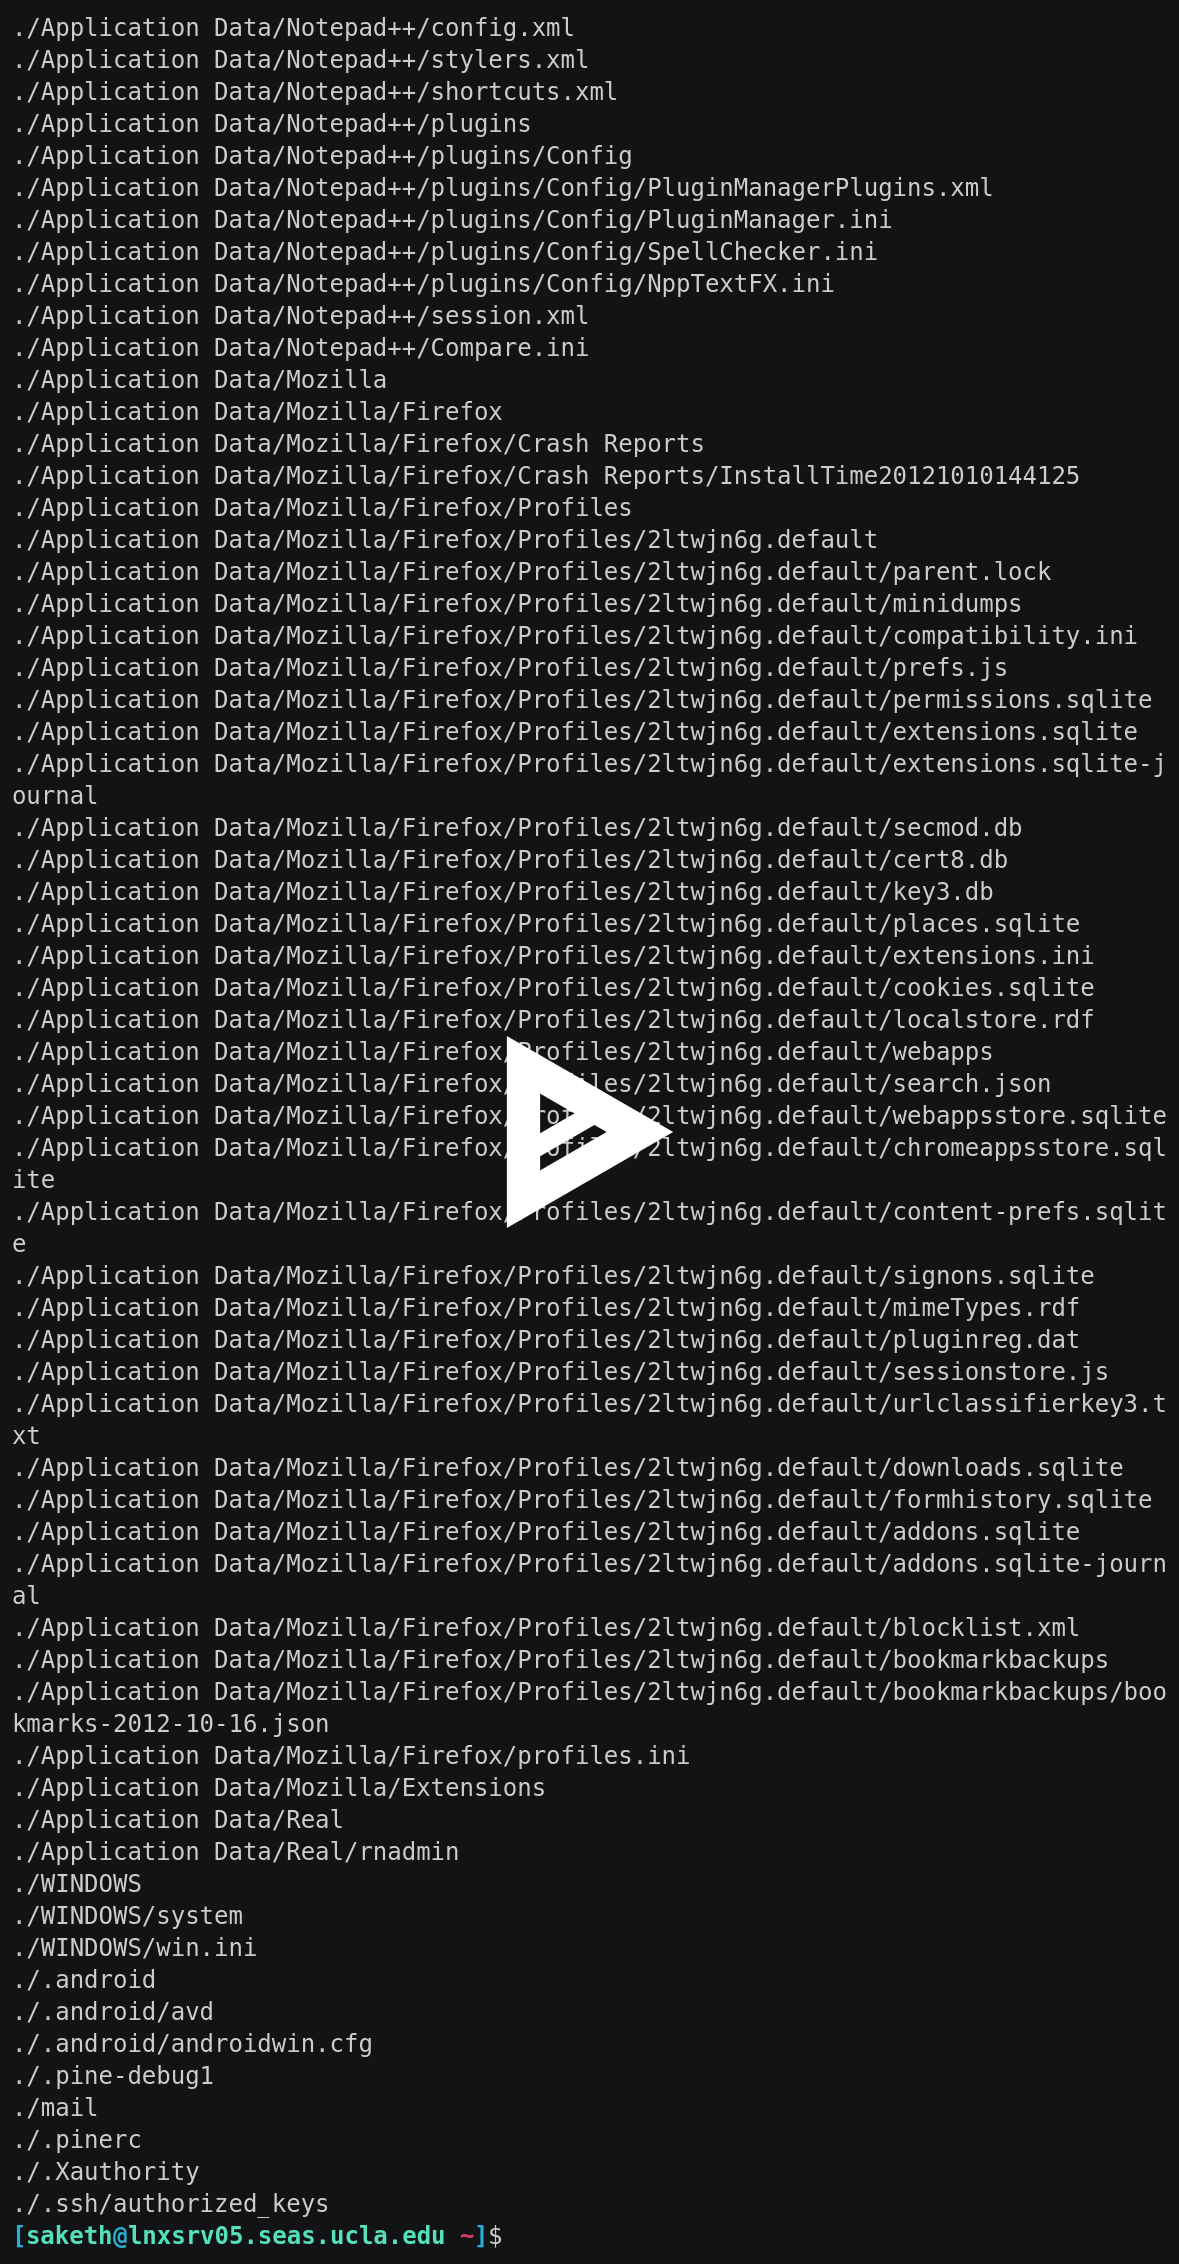 ./Application Data/Notepad++/config.xml
./Application Data/Notepad++/stylers.xml
./Application Data/Notepad++/shortcuts.xml
./Application Data/Notepad++/plugins
./Application Data/Notepad++/plugins/Config
./Application Data/Notepad++/plugins/Config/PluginManagerPlugins.xml
./Application Data/Notepad++/plugins/Config/PluginManager.ini
./Application Data/Notepad++/plugins/Config/SpellChecker.ini
./Application Data/Notepad++/plugins/Config/NppTextFX.ini
./Application Data/Notepad++/session.xml
./Application Data/Notepad++/Compare.ini
./Application Data/Mozilla
./Application Data/Mozilla/Firefox
./Application Data/Mozilla/Firefox/Crash Reports
./Application Data/Mozilla/Firefox/Crash Reports/InstallTime20121010144125
./Application Data/Mozilla/Firefox/Profiles
./Application Data/Mozilla/Firefox/Profiles/2ltwjn6g.default
./Application Data/Mozilla/Firefox/Profiles/2ltwjn6g.default/parent.lock
./Application Data/Mozilla/Firefox/Profiles/2ltwjn6g.default/minidumps
./Application Data/Mozilla/Firefox/Profiles/2ltwjn6g.default/compatibility.ini
./Application Data/Mozilla/Firefox/Profiles/2ltwjn6g.default/prefs.js
./Application Data/Mozilla/Firefox/Profiles/2ltwjn6g.default/permissions.sqlite
./Application Data/Mozilla/Firefox/Profiles/2ltwjn6g.default/extensions.sqlite
./Application Data/Mozilla/Firefox/Profiles/2ltwjn6g.default/extensions.sqlite-j
ournal
./Application Data/Mozilla/Firefox/Profiles/2ltwjn6g.default/secmod.db
./Application Data/Mozilla/Firefox/Profiles/2ltwjn6g.default/cert8.db
./Application Data/Mozilla/Firefox/Profiles/2ltwjn6g.default/key3.db
./Application Data/Mozilla/Firefox/Profiles/2ltwjn6g.default/places.sqlite
./Application Data/Mozilla/Firefox/Profiles/2ltwjn6g.default/extensions.ini
./Application Data/Mozilla/Firefox/Profiles/2ltwjn6g.default/cookies.sqlite
./Application Data/Mozilla/Firefox/Profiles/2ltwjn6g.default/localstore.rdf
./Application Data/Mozilla/Firefox/Profiles/2ltwjn6g.default/webapps
./Application Data/Mozilla/Firefox/Profiles/2ltwjn6g.default/search.json
./Application Data/Mozilla/Firefox/Profiles/2ltwjn6g.default/webappsstore.sqlite
./Application Data/Mozilla/Firefox/Profiles/2ltwjn6g.default/chromeappsstore.sql
ite
./Application Data/Mozilla/Firefox/Profiles/2ltwjn6g.default/content-prefs.sqlit
e
./Application Data/Mozilla/Firefox/Profiles/2ltwjn6g.default/signons.sqlite
./Application Data/Mozilla/Firefox/Profiles/2ltwjn6g.default/mimeTypes.rdf
./Application Data/Mozilla/Firefox/Profiles/2ltwjn6g.default/pluginreg.dat
./Application Data/Mozilla/Firefox/Profiles/2ltwjn6g.default/sessionstore.js
./Application Data/Mozilla/Firefox/Profiles/2ltwjn6g.default/urlclassifierkey3.t
xt
./Application Data/Mozilla/Firefox/Profiles/2ltwjn6g.default/downloads.sqlite
./Application Data/Mozilla/Firefox/Profiles/2ltwjn6g.default/formhistory.sqlite
./Application Data/Mozilla/Firefox/Profiles/2ltwjn6g.default/addons.sqlite
./Application Data/Mozilla/Firefox/Profiles/2ltwjn6g.default/addons.sqlite-journ
al
./Application Data/Mozilla/Firefox/Profiles/2ltwjn6g.default/blocklist.xml
./Application Data/Mozilla/Firefox/Profiles/2ltwjn6g.default/bookmarkbackups
./Application Data/Mozilla/Firefox/Profiles/2ltwjn6g.default/bookmarkbackups/boo
kmarks-2012-10-16.json
./Application Data/Mozilla/Firefox/profiles.ini
./Application Data/Mozilla/Extensions
./Application Data/Real
./Application Data/Real/rnadmin
./WINDOWS
./WINDOWS/system
./WINDOWS/win.ini
./.android
./.android/avd
./.android/androidwin.cfg
./.pine-debug1
./mail
./.pinerc
./.Xauthority
./.ssh/authorized_keys
[saketh@lnxsrv05.seas.ucla.edu ~]$